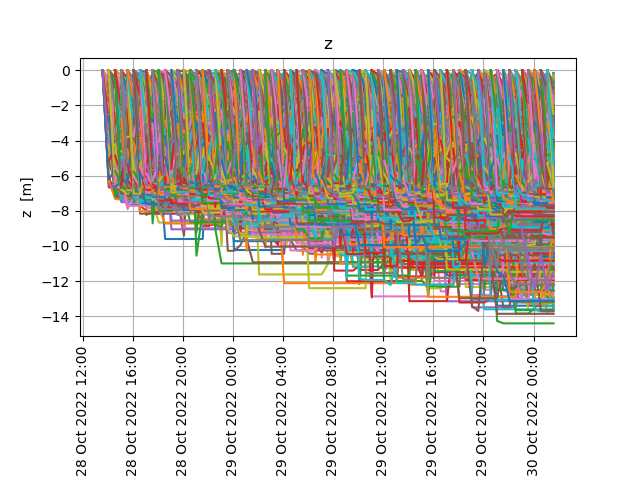 z
0
−2
−4
−6
−8
−10
−12
−14
z [m]
28 Oct 2022 12:00
28 Oct 2022 16:00
28 Oct 2022 20:00
29 Oct 2022 00:00
29 Oct 2022 04:00
29 Oct 2022 08:00
29 Oct 2022 12:00
29 Oct 2022 16:00
29 Oct 2022 20:00
30 Oct 2022 00:00